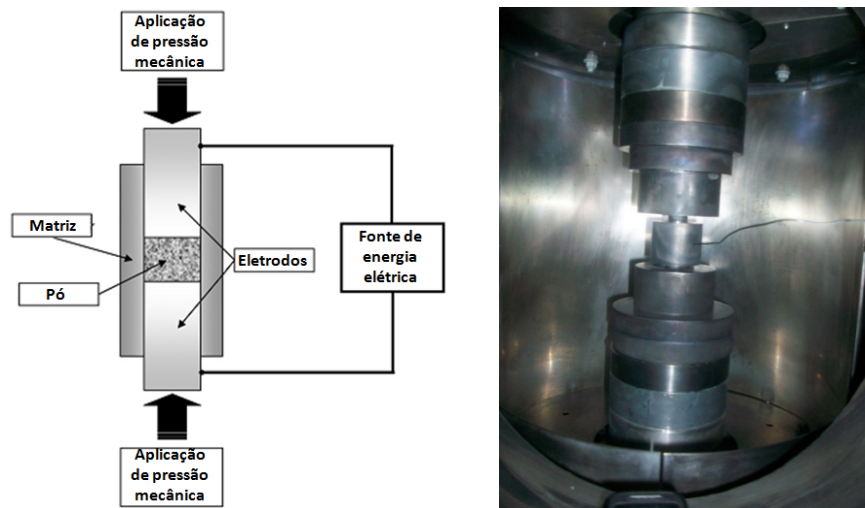 Aplicação
de pressão
mecânica
Matriz
Pó
Eletrodos
Fonte de
energia
elétrica
Aplicação
de pressão
mecânica